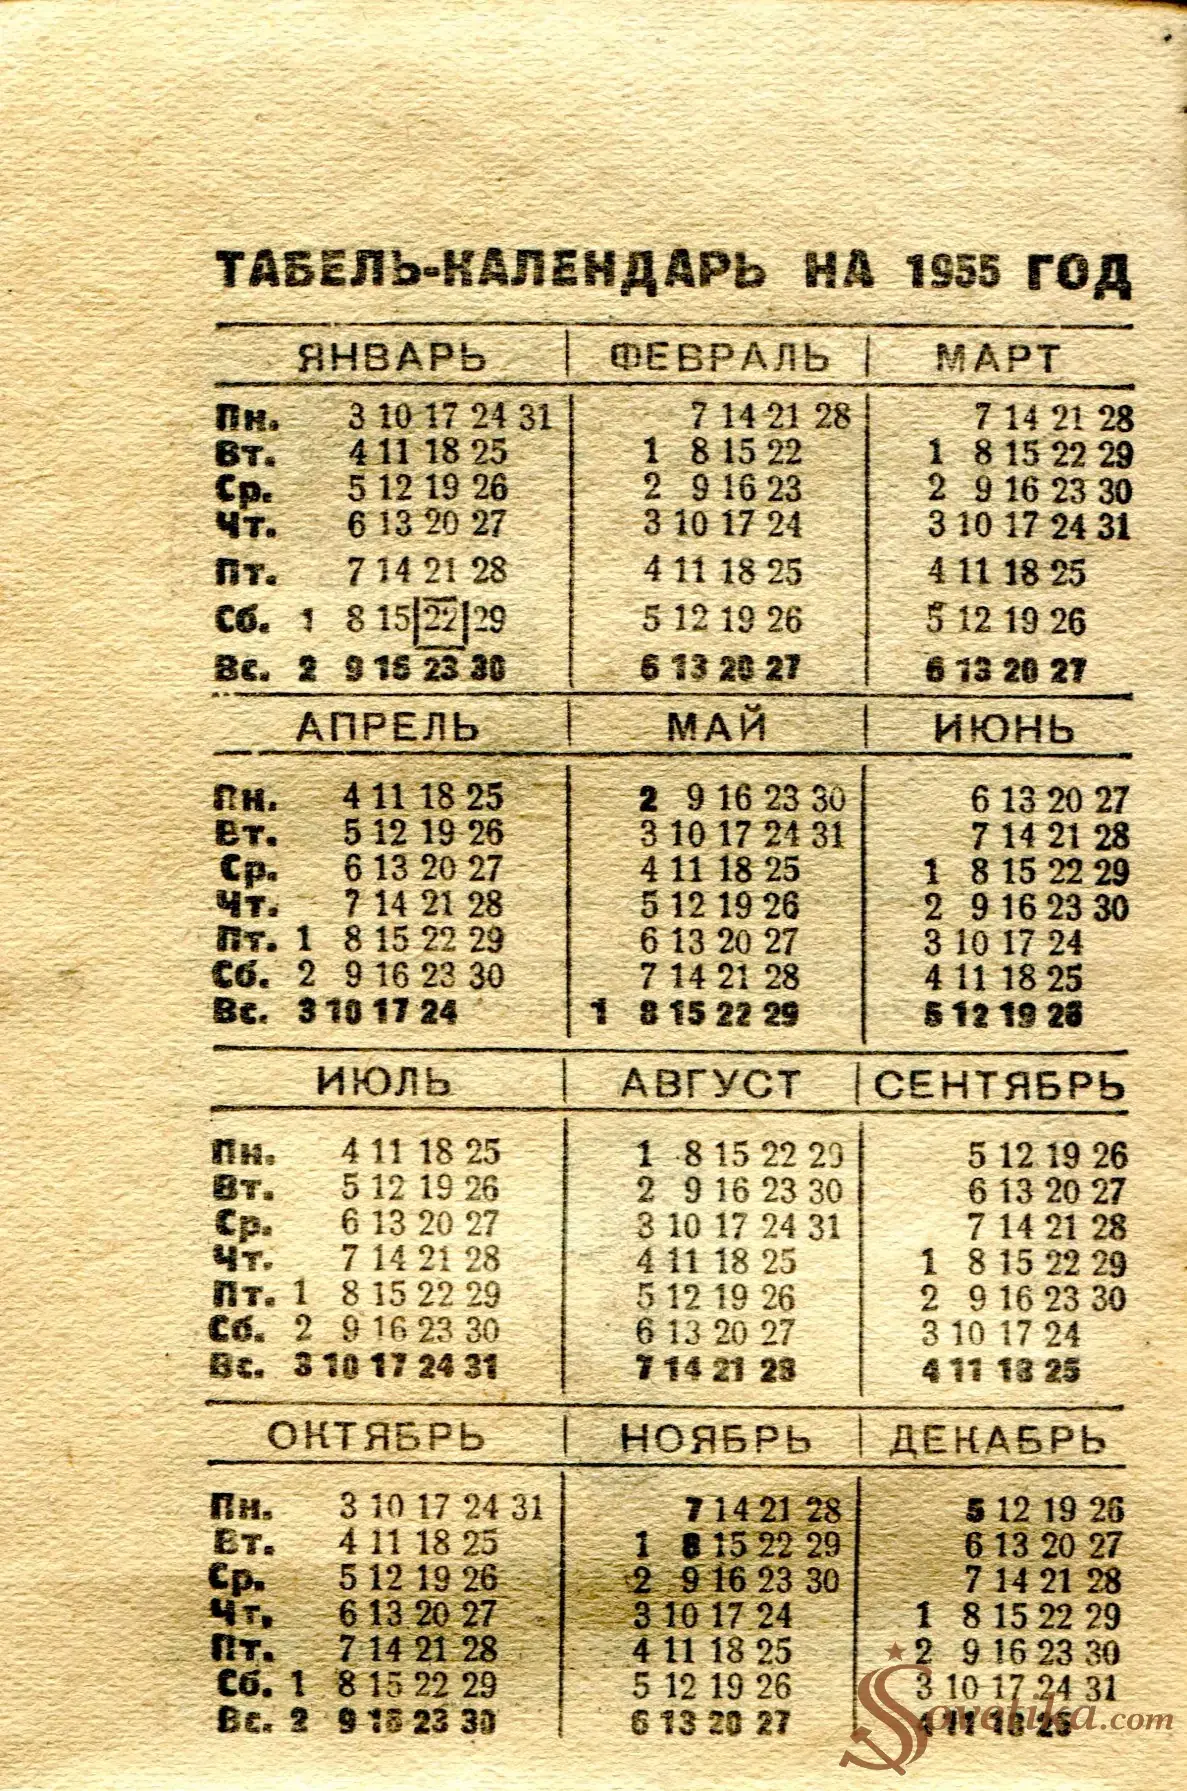 ТАБЕЛЬ-КАЛЕНДАРЬ НА 1955 ГОД
ЯНВАРЬ ФЕВРАЛЬ МАРТ
Пн. 3 10 17 24 31 7 14 21 28 7 14 21 28
Вт. 4 11 18 25 1 8 15 22 1 8 15 22 29
Ср. 5 12 19 26 2 9 16 23 2 9 16 23 30
Чт. 6 13 20 27 3 10 17 24 3 10 17 24 31
Пт. 7 14 21 28 4 11 18 25 4 11 18 25
Сб. 1 8 15 22 29 5 12 19 26 5 12 19 26
Вс. 2 9 16 23 30 6 13 20 27 6 13 20 27
АПРЕЛЬ МАЙ ИЮНЬ
Пн. 4 11 18 25 2 9 16 23 30 6 13 20 27
Вт. 5 12 19 26 3 10 17 24 31 7 14 21 28
Ср. 6 13 20 27 4 11 18 25 1 8 15 22 29
Чт. 7 14 21 28 5 12 19 26 2 9 16 23 30
Пт. 1 8 15 22 29 6 13 20 27 3 10 17 24
Сб. 2 9 16 23 30 7 14 21 28 4 11 18 25
Вс. 3 10 17 24 1 8 15 22 29 5 12 19 26
ИЮЛЬ АВГУСТ СЕНТЯБРЬ
Пн. 4 11 18 25 1 8 15 22 29 5 12 19 26
Вт. 5 12 19 26 2 9 16 23 30 6 13 20 27
Ср. 6 13 20 27 3 10 17 24 31 7 14 21 28
Чт. 7 14 21 28 4 11 18 25 1 8 15 22 29
Пт. 1 8 15 22 29 5 12 19 26 2 9 16 23 30
Сб. 2 9 16 23 30 6 13 20 27 3 10 17 24
Вс. 3 10 17 24 31 7 14 21 28 4 11 18 25
ОКТЯБРЬ НОЯБРЬ ДЕКАБРЬ
Пн. 3 10 17 24 31 7 14 21 28 5 12 19 26
Вт. 4 11 18 25 1 8 15 22 29 6 13 20 27
Ср. 5 12 19 26 2 9 16 23 30 7 14 21 28
Чт. 6 13 20 27 3 10 17 24 1 8 15 22 29
Пт. 7 14 21 28 4 11 18 25 2 9 16 23 30
Сб. 1 8 15 22 29 5 12 19 26 3 10 17 24 31
Вс. 2 9 16 23 30 6 13 20 27 4 11 18 25
Sovetika.com